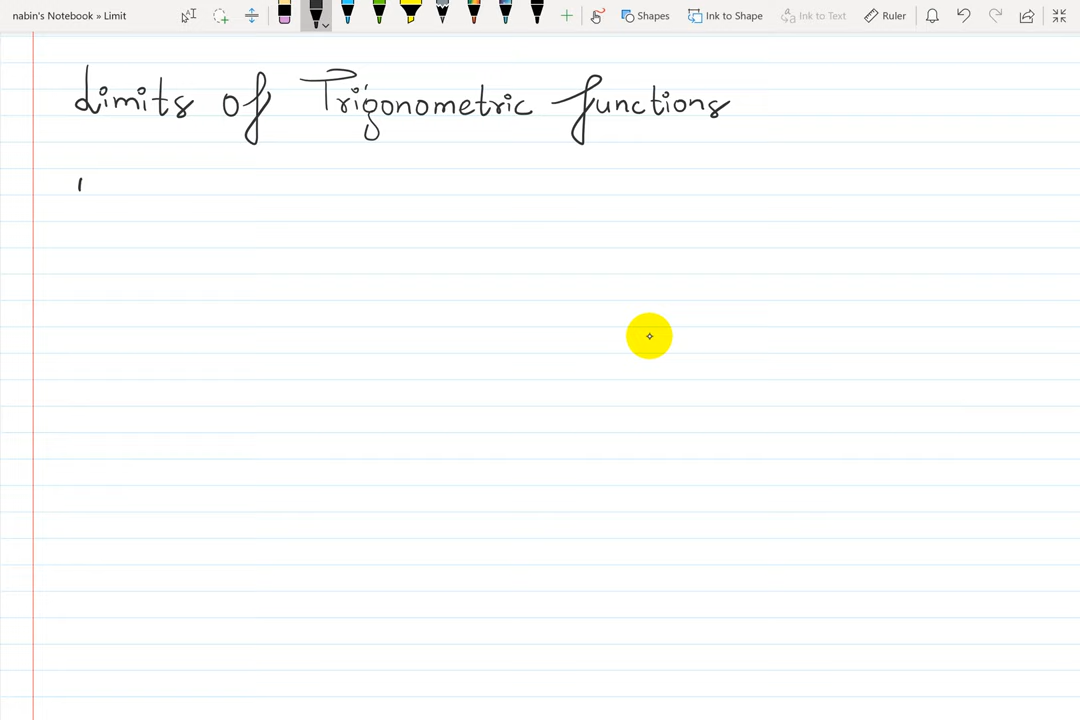 nabin's Notebook » Limit Shapes Ink to Shape Ink to Text Ruler
Limits of Trigonometric functions